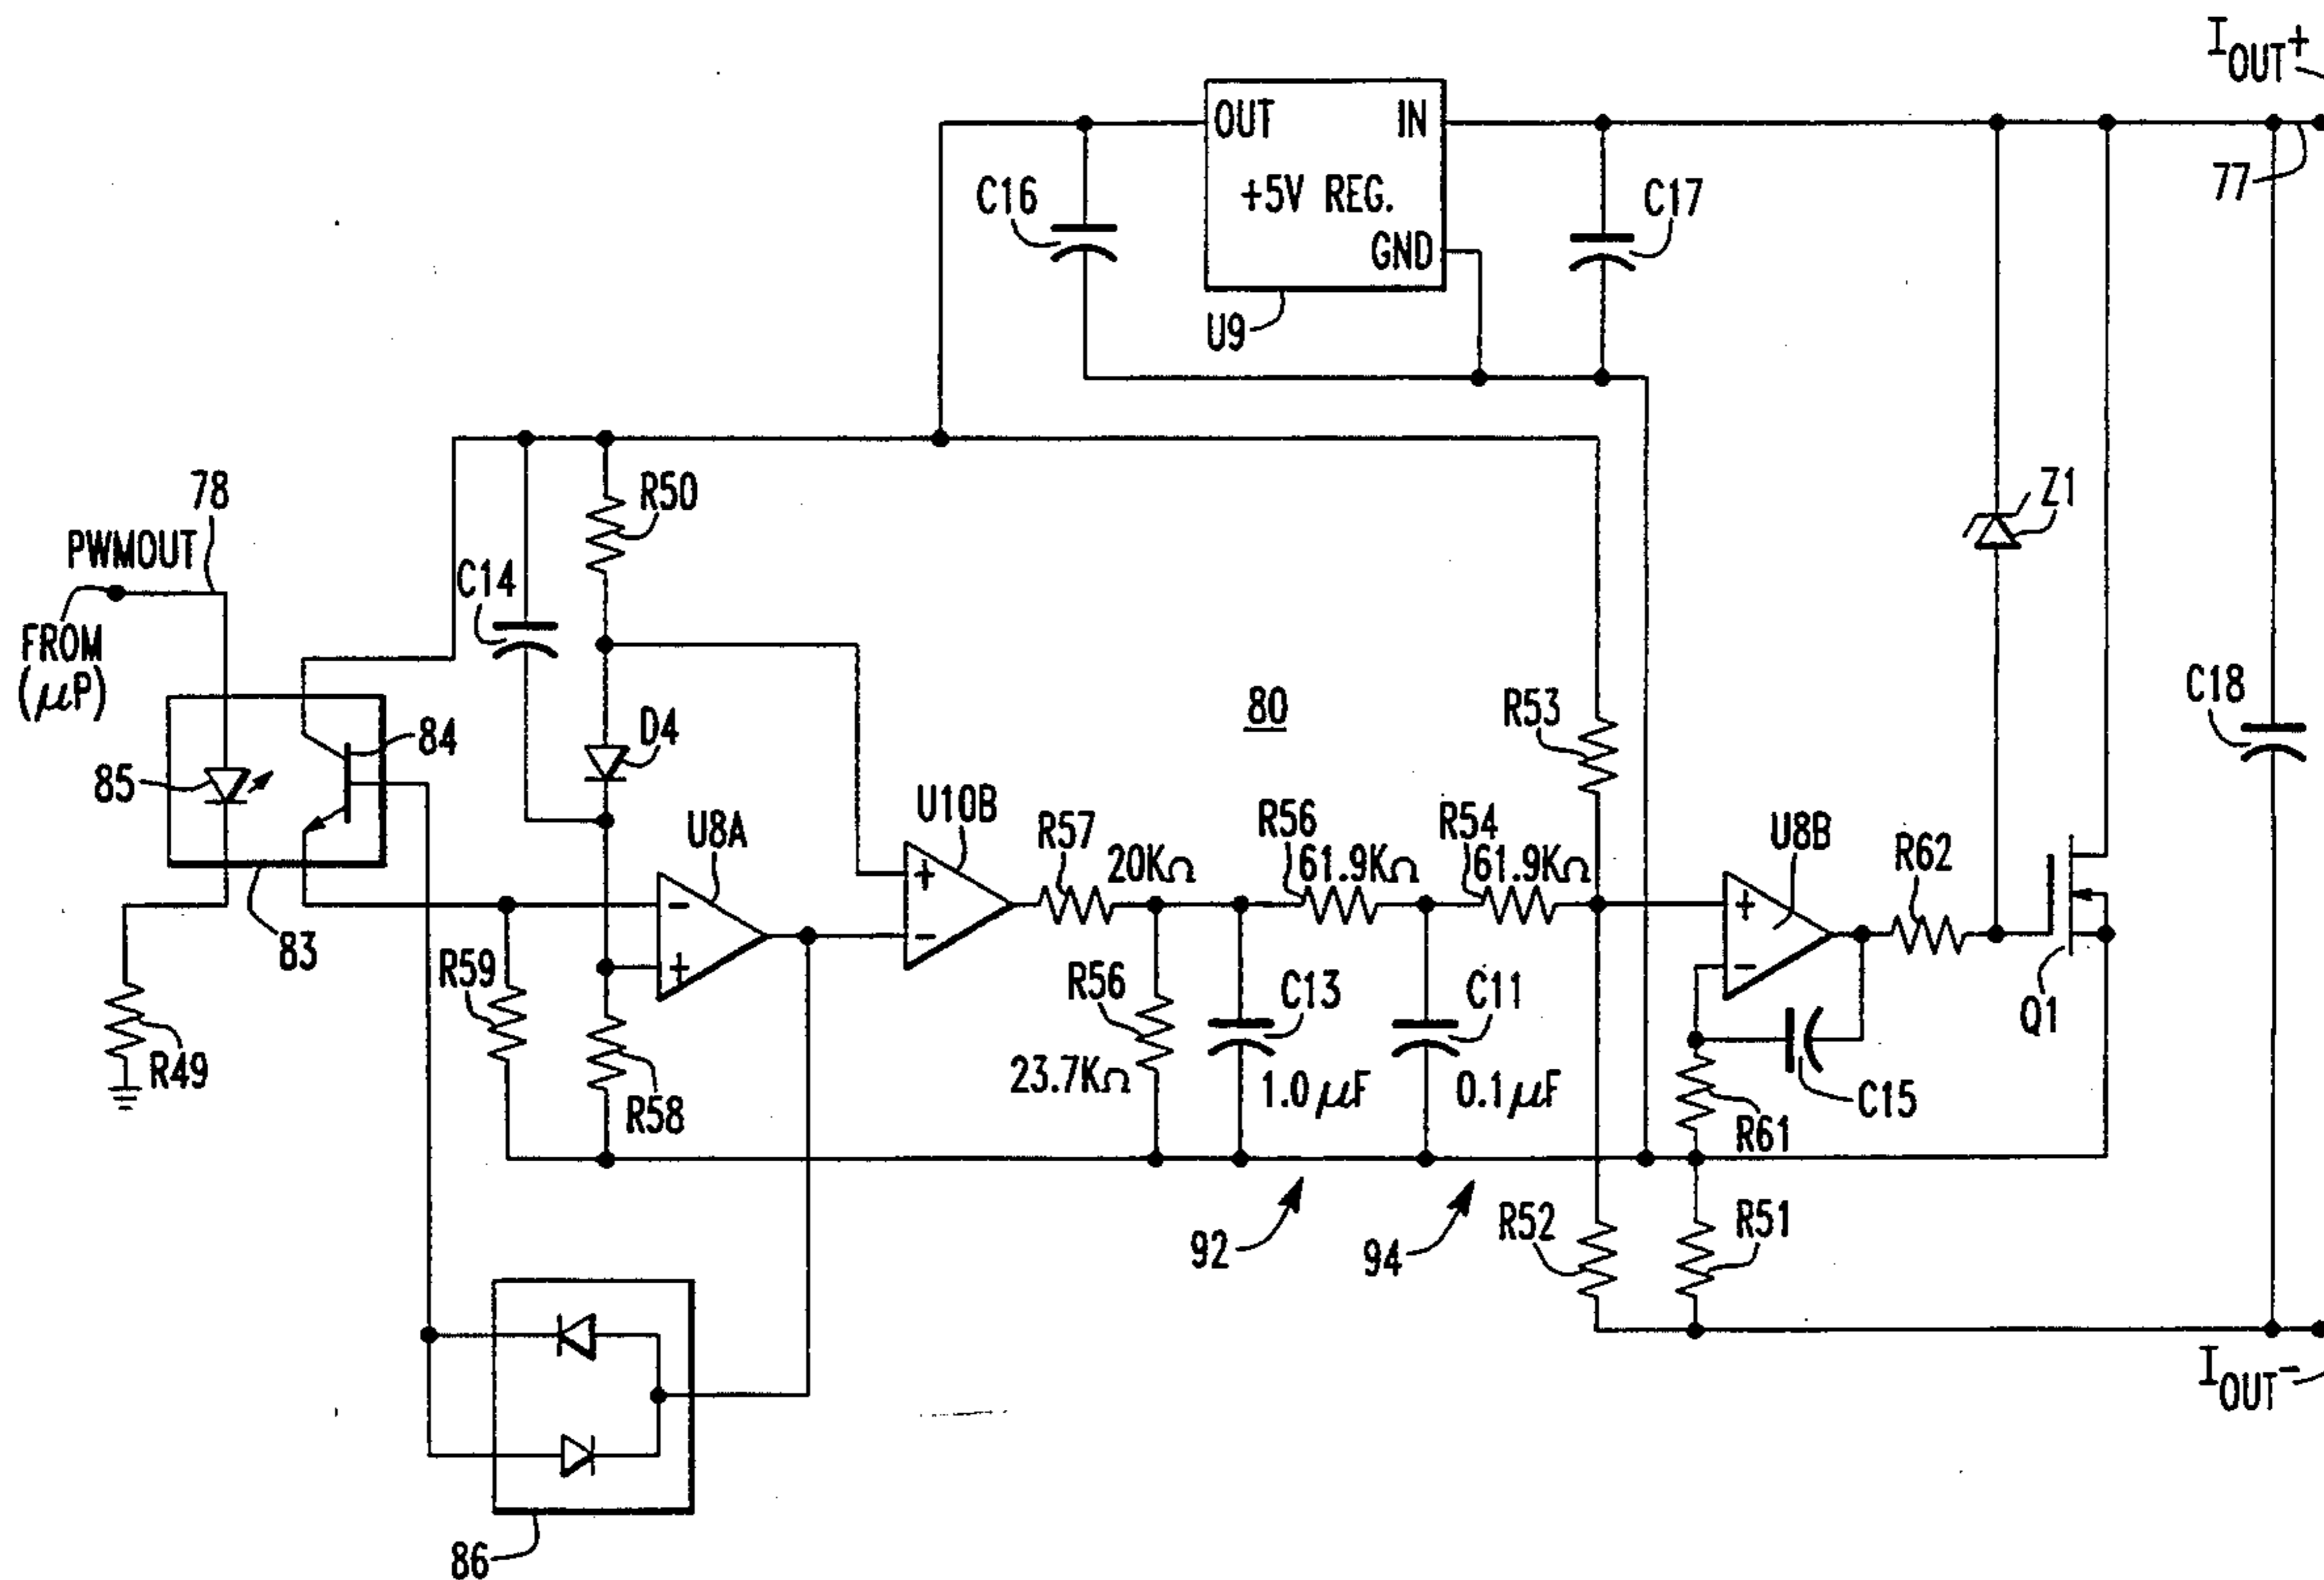 I_OUT+
OUT IN
+5V REG.
GND
C16
C17
77
U9
78
R50
PWMOUT
C14
FROM
(μP)
Z1
84
D4
80
R53
C18
85
U8A
U10B
R57
20KΩ
R56
61.9KΩ
R54
61.9KΩ
U8B
R62
83
R59
R56
C13
C11
Q1
R49
23.7KΩ
1.0μF
0.1μF
C15
R58
R61
92
94
R52
R51
I_OUT-
86